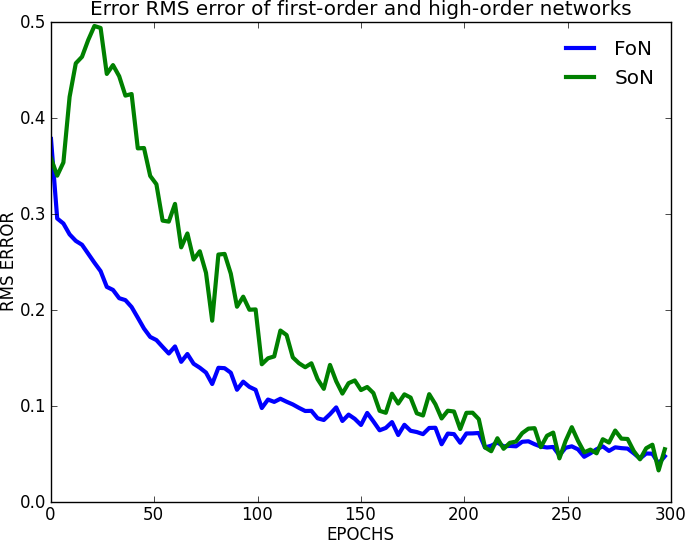 Error RMS error of first-order and high-order networks
FoN
SoN
0.5
0.4
0.3
0.2
0.1
0.0
RMS ERROR
0 50 100 150 200 250 300
EPOCHS